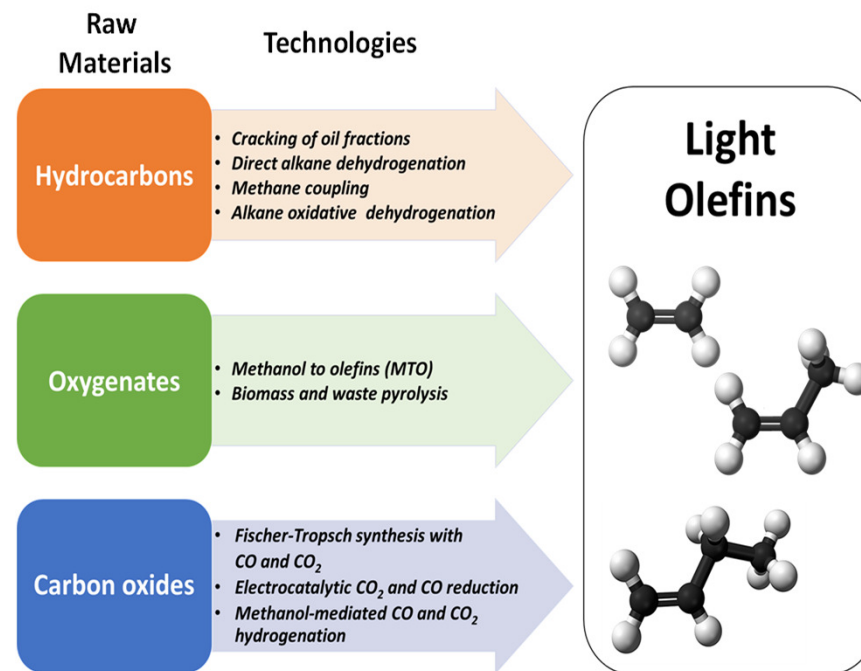 Raw
Materials
Technologies
Hydrocarbons
• Cracking of oil fractions
• Direct alkane dehydrogenation
• Methane coupling
• Alkane oxidative dehydrogenation
Oxygenates
• Methanol to olefins (MTO)
• Biomass and waste pyrolysis
Carbon oxides
• Fischer-Tropsch synthesis with
CO and CO₂
• Electrocatalytic CO₂ and CO reduction
• Methanol-mediated CO and CO₂
hydrogenation
Light
Olefins